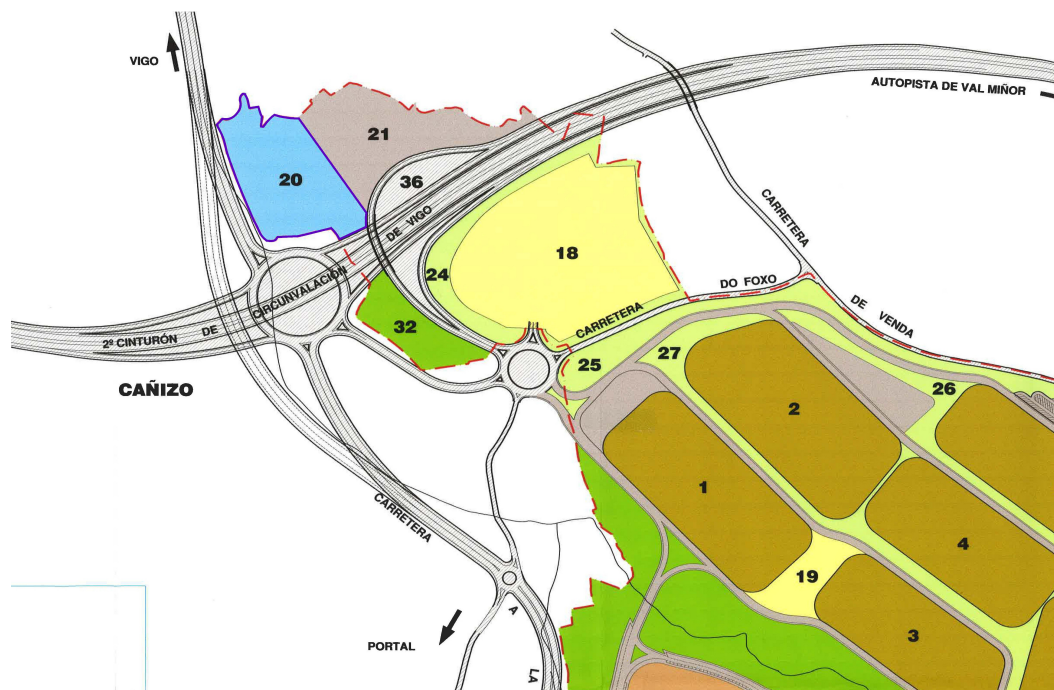 VIGO
AUTOPISTA DE VAL MIÑOR
21
20
36
CARRETERA
DE VIGO
18
24
DO FOXO
CIRCUNVALACIÓN
DE
2º CINTURÓN
32
CARRETERA
DE VENDA
25
27
26
CAÑIZO
2
1
CARRETERA
4
19
3
A
PORTAL
LA